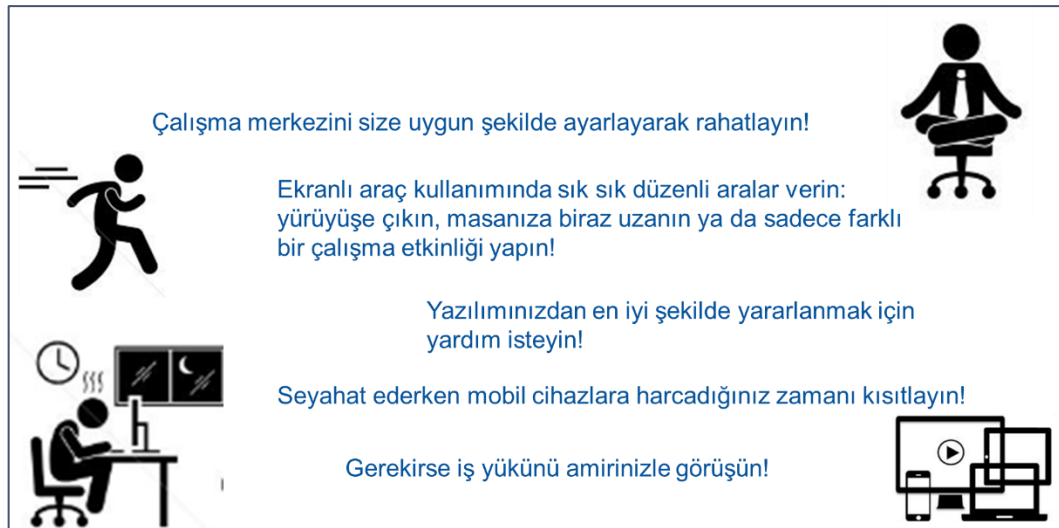 Çalışma merkezini size uygun şekilde ayarlayarak rahatlayın!
Ekranlı araç kullanımında sık sık düzenli aralar verin:
yürüyüşe çıkın, masanıza biraz uzanın ya da sadece farklı
bir çalışma etkinliği yapın!
Yazılımınızdan en iyi şekilde yararlanmak için
yardım isteyin!
Seyahat ederken mobil cihazlara harcadığınız zamanı kısıtlayın!
Gerekirse iş yükünü amirinizle görüşün!